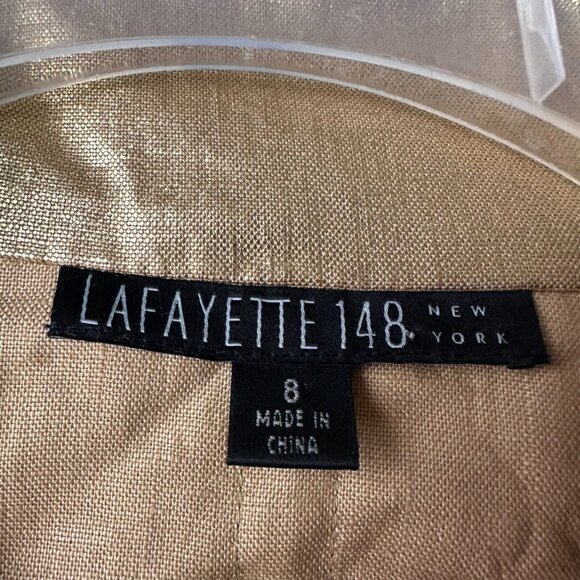 LAFAYETTE 148 NEW YORK
8
MADE IN
CHINA